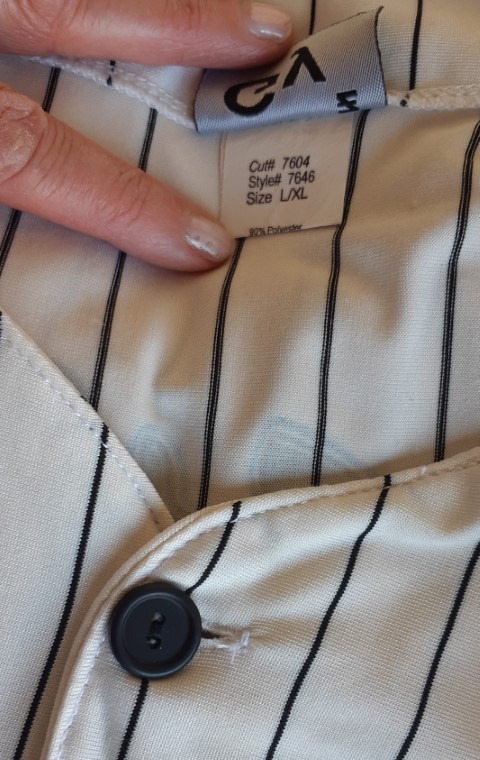 Cut# 7604
Style# 7646
Size L/XL
90% Polyester